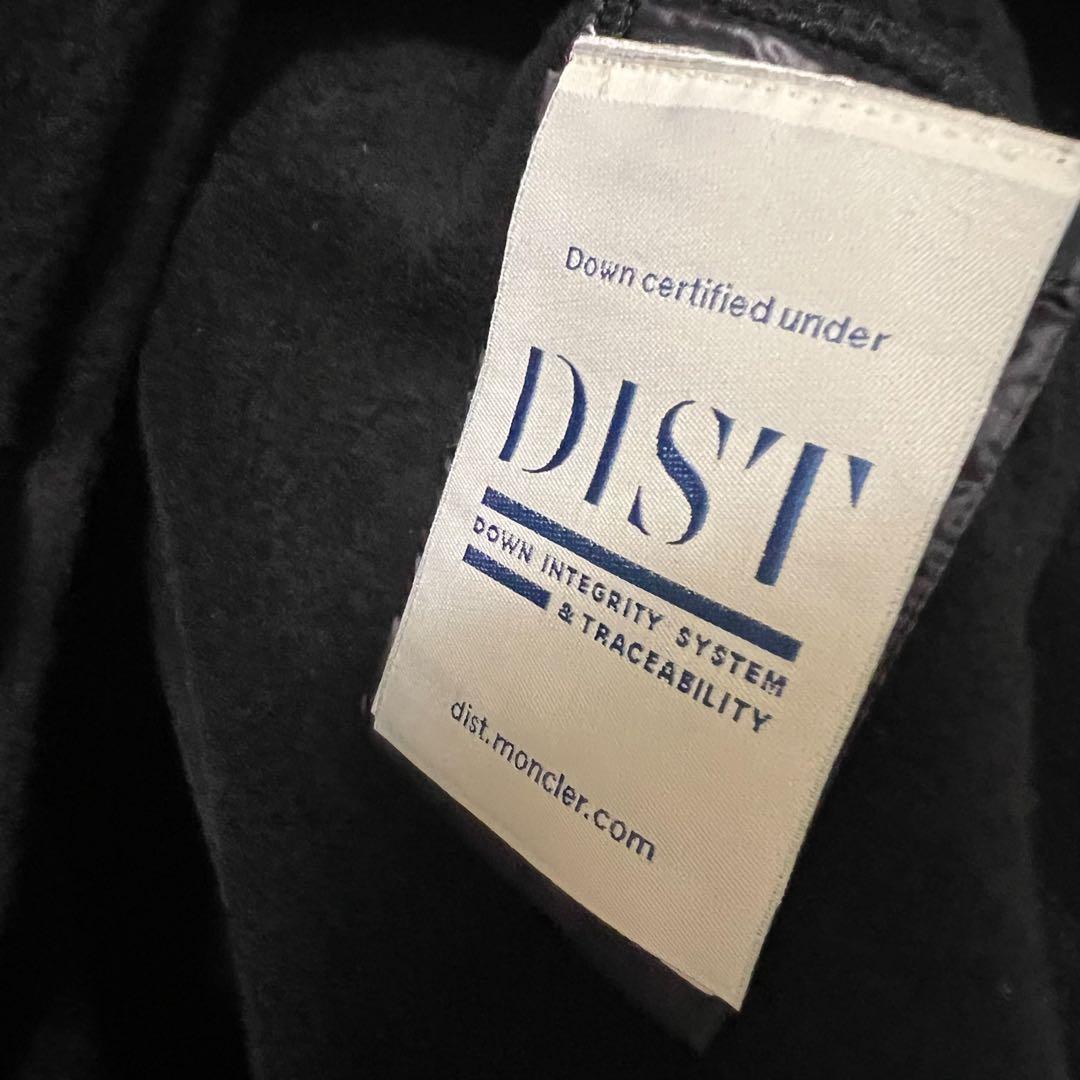 Down certified under
DIST
DOWN INTEGRITY SYSTEM
& TRACEABILITY
dist.moncler.com